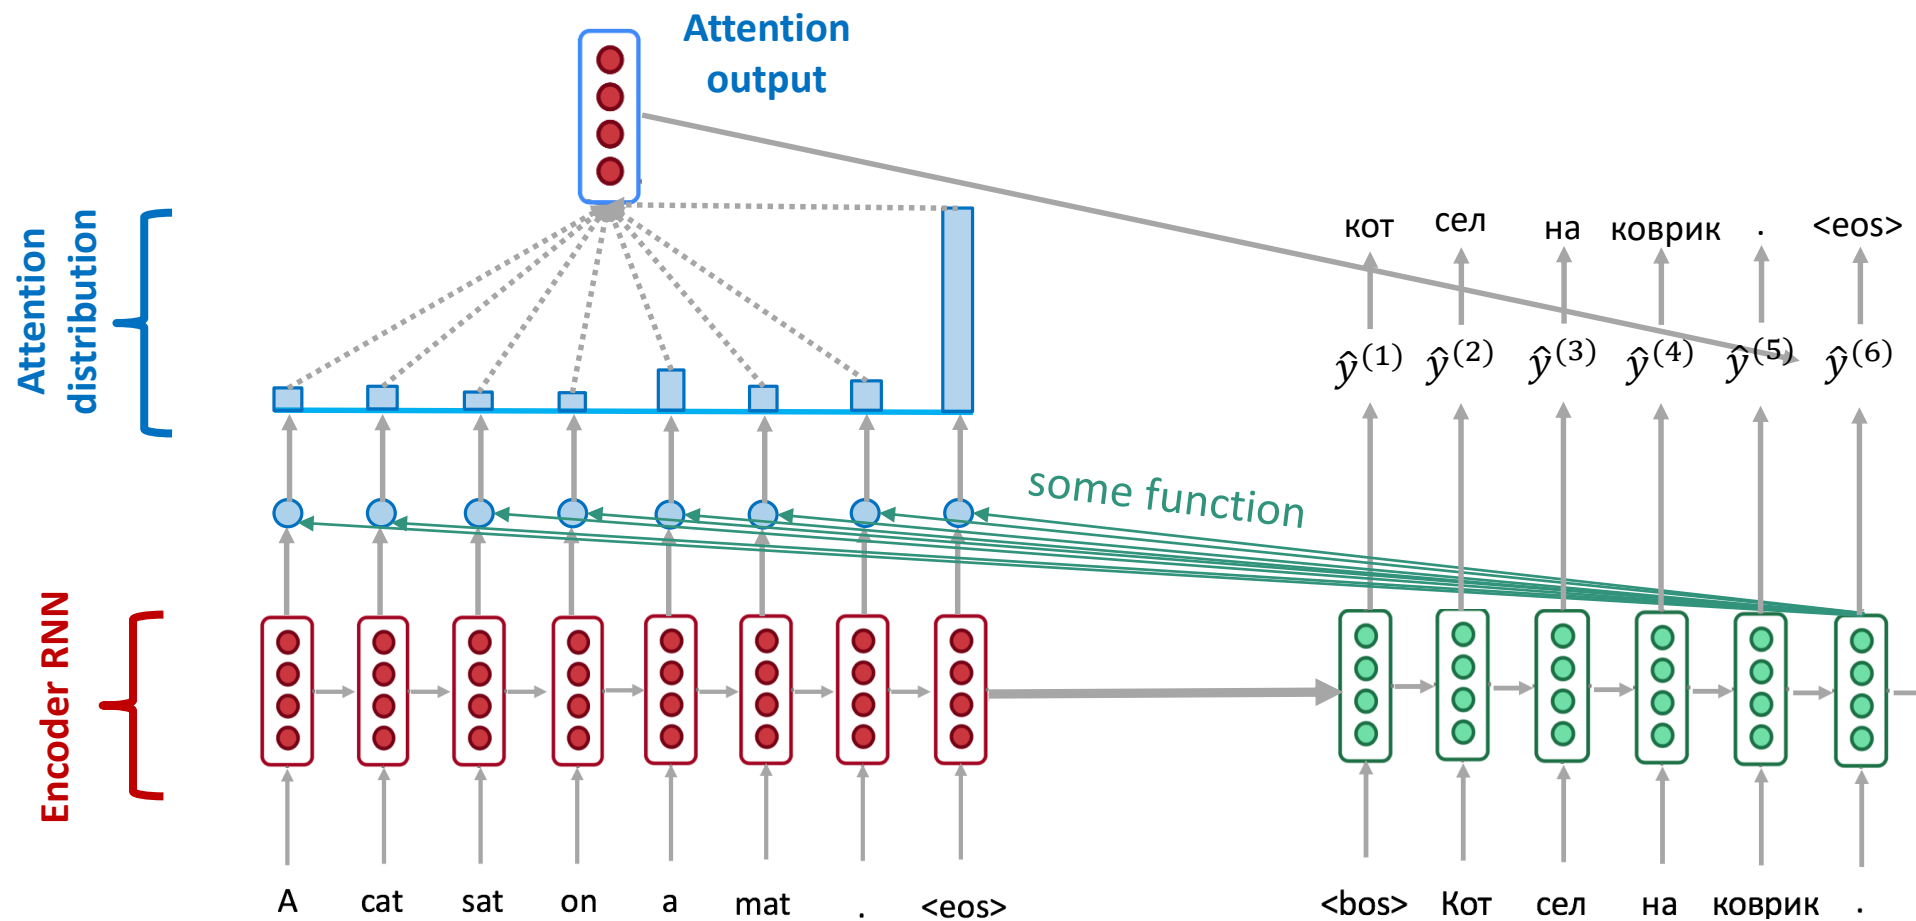 Attention
output
Attention
distribution
кот сел на коврик . <eos>
ŷ⁽¹⁾ ŷ⁽²⁾ ŷ⁽³⁾ ŷ⁽⁴⁾ ŷ⁽⁵⁾ ŷ⁽⁶⁾
some function
Encoder RNN
A cat sat on a mat . <eos>
<bos> Кот сел на коврик .